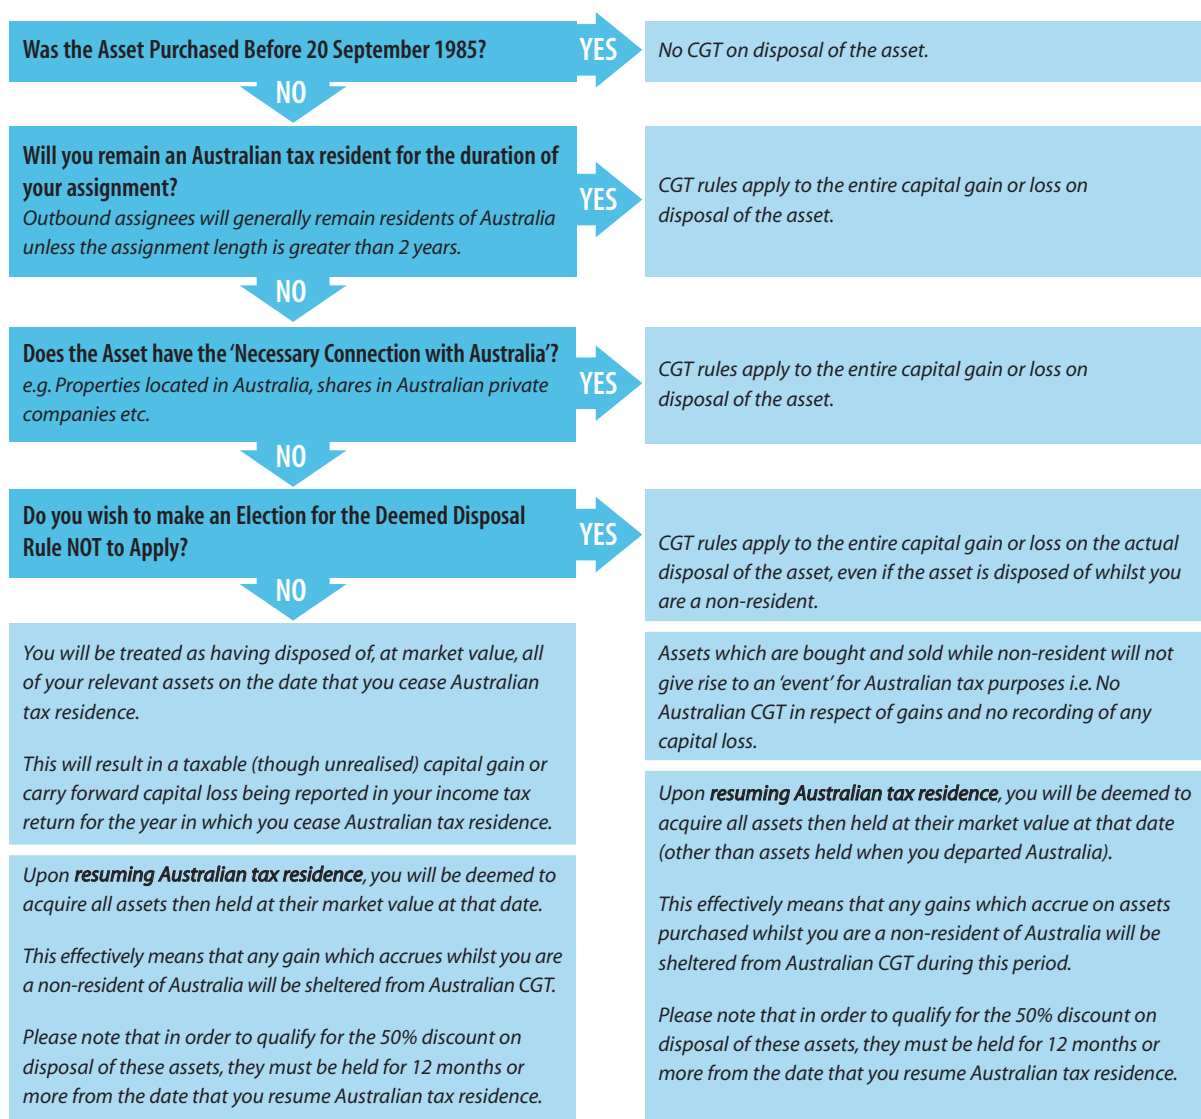 Was the Asset Purchased Before 20 September 1985?
YES
No CGT on disposal of the asset.
NO
Will you remain an Australian tax resident for the duration of
your assignment?
Outbound assignees will generally remain residents of Australia
unless the assignment length is greater than 2 years.
YES
CGT rules apply to the entire capital gain or loss on
disposal of the asset.
NO
Does the Asset have the ‘Necessary Connection with Australia’?
e.g. Properties located in Australia, shares in Australian private
companies etc.
YES
CGT rules apply to the entire capital gain or loss on
disposal of the asset.
NO
Do you wish to make an Election for the Deemed Disposal
Rule NOT to Apply?
YES
CGT rules apply to the entire capital gain or loss on the actual
disposal of the asset, even if the asset is disposed of whilst you
are a non-resident.
NO
You will be treated as having disposed of, at market value, all
of your relevant assets on the date that you cease Australian
tax residence.
This will result in a taxable (though unrealised) capital gain or
carry forward capital loss being reported in your income tax
return for the year in which you cease Australian tax residence.
Upon resuming Australian tax residence, you will be deemed to
acquire all assets then held at their market value at that date.
This effectively means that any gain which accrues whilst you are
a non-resident of Australia will be sheltered from Australian CGT.
Please note that in order to qualify for the 50% discount on
disposal of these assets, they must be held for 12 months or
more from the date that you resume Australian tax residence.
Assets which are bought and sold while non-resident will not
give rise to an ‘event’ for Australian tax purposes i.e. No
Australian CGT in respect of gains and no recording of any
capital loss.
Upon resuming Australian tax residence, you will be deemed to
acquire all assets then held at their market value at that date
(other than assets held when you departed Australia).
This effectively means that any gains which accrue on assets
purchased whilst you are a non-resident of Australia will be
sheltered from Australian CGT during this period.
Please note that in order to qualify for the 50% discount on
disposal of these assets, they must be held for 12 months or
more from the date that you resume Australian tax residence.